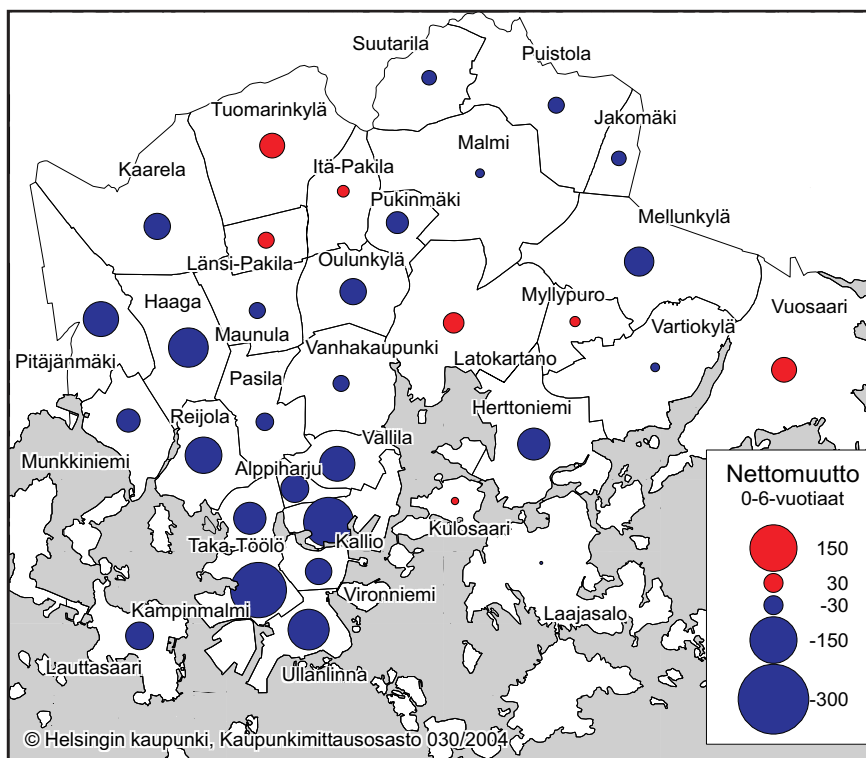 Suutarila
Puistola
Tuomarinkylä
Jakomäki
Malmi
Itä-Pakila
Kaarela
Pukinmäki
Mellunkylä
Länsi-Pakila
Oulunkylä
Haaga
Myllypuro
Vuosaari
Maunula
Vartiokylä
Vanhakaupunki
Pitäjänmäki
Latokartano
Pasila
Herttoniemi
Reijola
Vallila
Munkkiniemi
Alppiharju
Nettomuutto
0-6-vuotiaat
150
30
-30
-150
-300
Kulosaari
Taka-Töölö
Kallio
Vironniemi
Kampinmalmi
Laajasalo
Lauttasaari
Ullanlinna
© Helsingin kaupunki, Kaupunkimittausosasto 030/2004